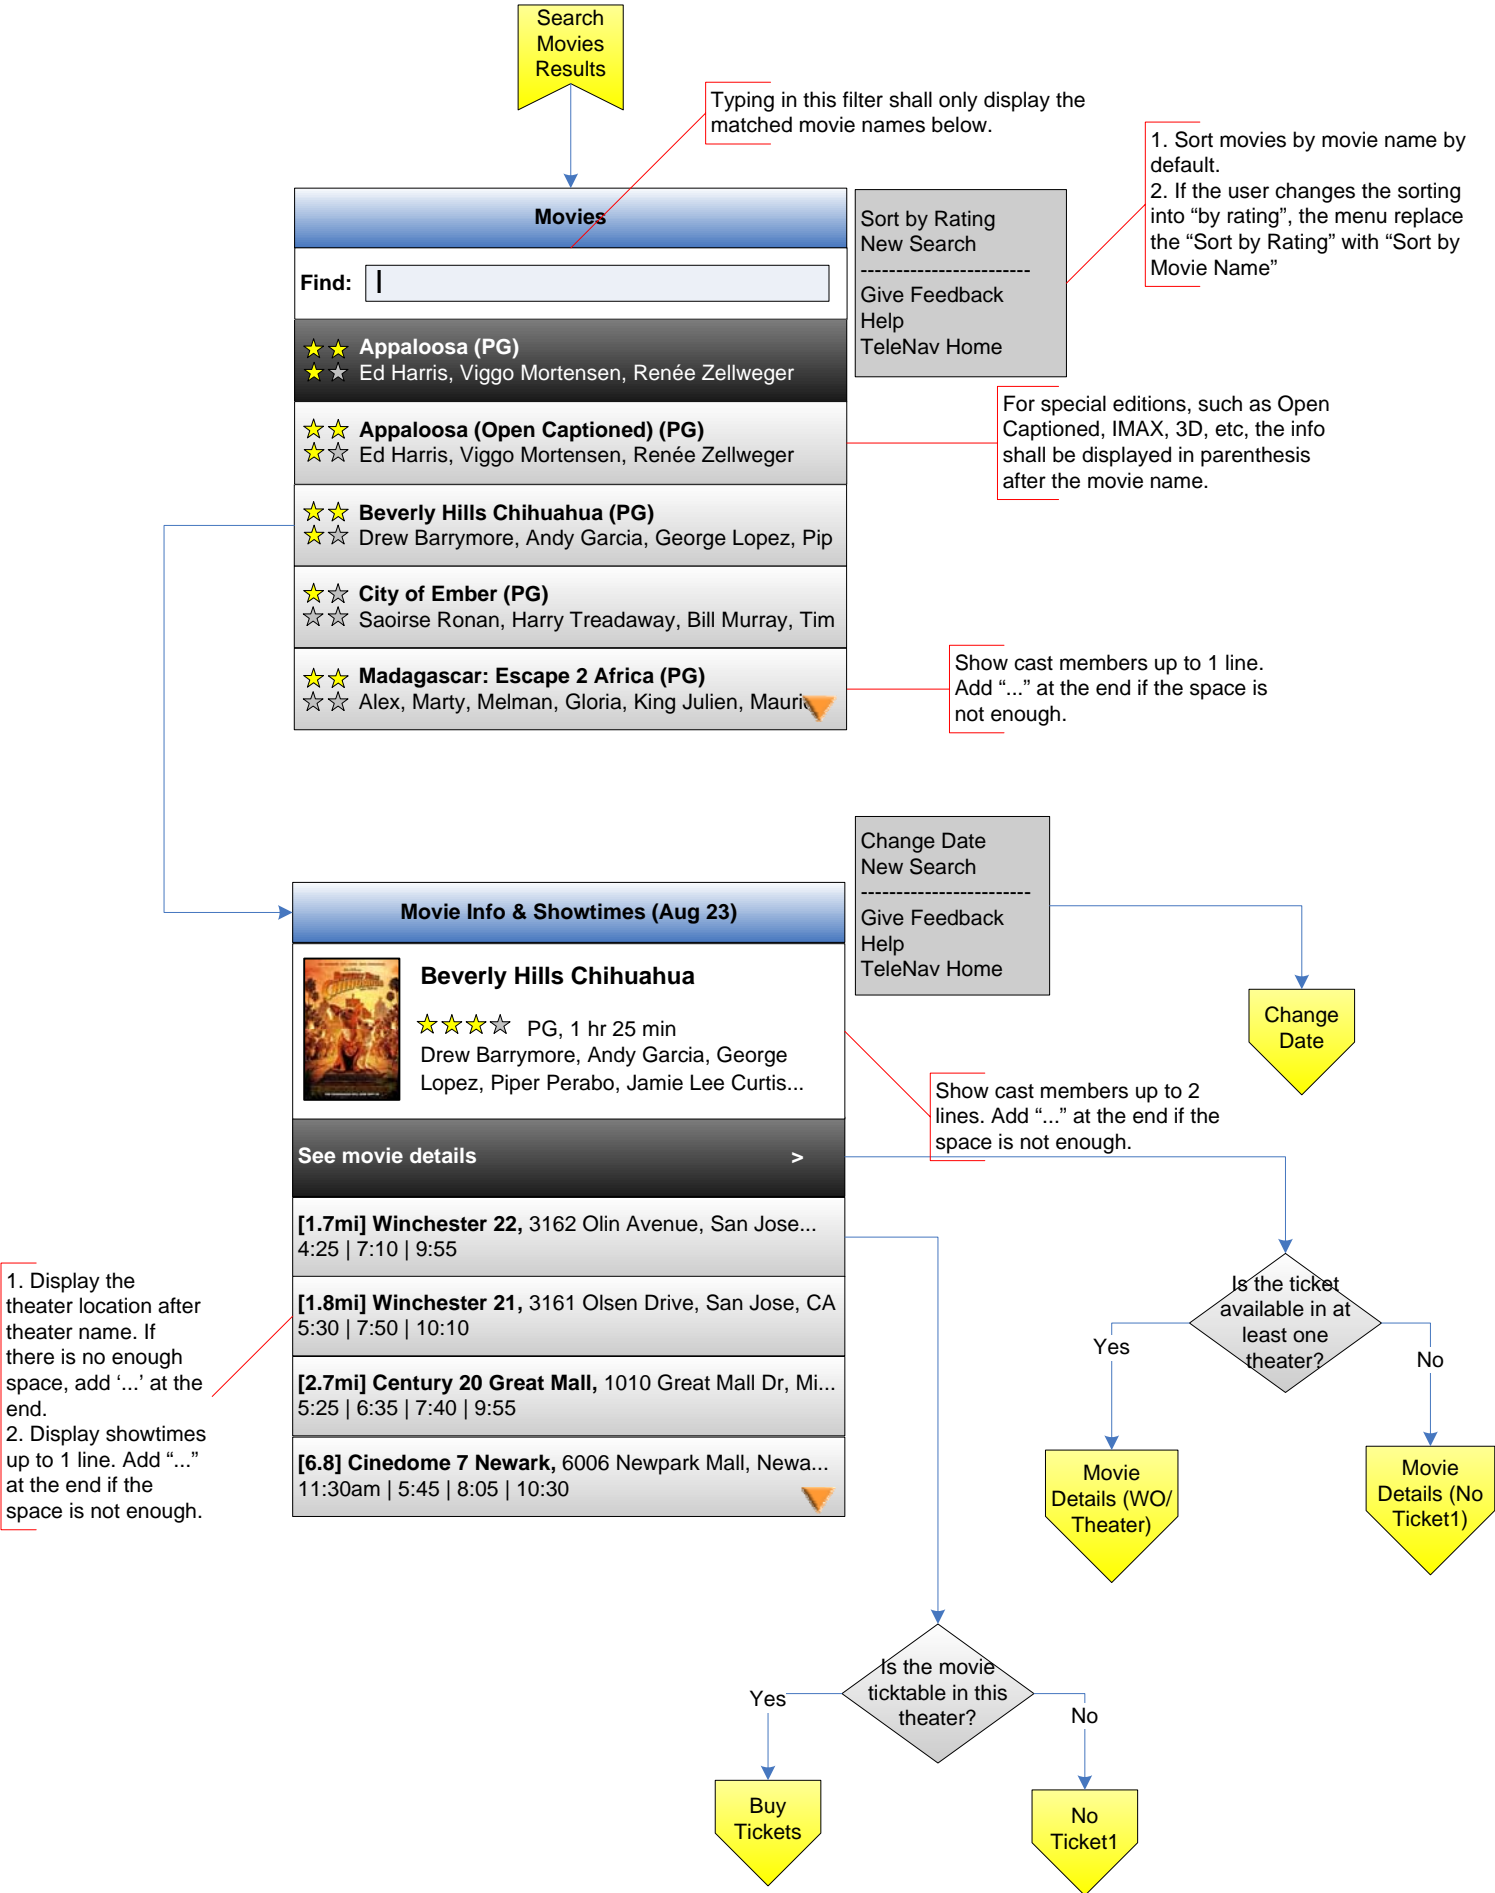 Search
Movies
Results
Typing in this filter shall only display the
matched movie names below.
1. Sort movies by movie name by
default.
2. If the user changes the sorting
into “by rating”, the menu replace
the “Sort by Rating” with “Sort by
Movie Name”
Movies
Find:
Sort by Rating
New Search
------------------------
Give Feedback
Help
TeleNav Home
Appaloosa (PG)
Ed Harris, Viggo Mortensen, Renée Zellweger
Appaloosa (Open Captioned) (PG)
Ed Harris, Viggo Mortensen, Renée Zellweger
For special editions, such as Open
Captioned, IMAX, 3D, etc, the info
shall be displayed in parenthesis
after the movie name.
Beverly Hills Chihuahua (PG)
Drew Barrymore, Andy Garcia, George Lopez, Pip
City of Ember (PG)
Saoirse Ronan, Harry Treadaway, Bill Murray, Tim
Madagascar: Escape 2 Africa (PG)
Alex, Marty, Melman, Gloria, King Julien, Mauric
Show cast members up to 1 line.
Add “...” at the end if the space is
not enough.
Change Date
New Search
------------------------
Give Feedback
Help
TeleNav Home
Change
Date
Movie Info & Showtimes (Aug 23)
Beverly Hills Chihuahua
PG, 1 hr 25 min
Drew Barrymore, Andy Garcia, George
Lopez, Piper Perabo, Jamie Lee Curtis...
Show cast members up to 2
lines. Add “...” at the end if the
space is not enough.
See movie details >
[1.7mi] Winchester 22, 3162 Olin Avenue, San Jose...
4:25 | 7:10 | 9:55
[1.8mi] Winchester 21, 3161 Olsen Drive, San Jose, CA
5:30 | 7:50 | 10:10
[2.7mi] Century 20 Great Mall, 1010 Great Mall Dr, Mi...
5:25 | 6:35 | 7:40 | 9:55
[6.8] Cinedome 7 Newark, 6006 Newpark Mall, Newa...
11:30am | 5:45 | 8:05 | 10:30
1. Display the
theater location after
theater name. If
there is no enough
space, add ‘...’ at the
end.
2. Display showtimes
up to 1 line. Add “...”
at the end if the
space is not enough.
Is the ticket
available in at
least one
theater?
Yes
No
Movie
Details (WO/
Theater)
Movie
Details (No
Ticket1)
Is the movie
ticktable in this
theater?
Yes
No
Buy
Tickets
No
Ticket1